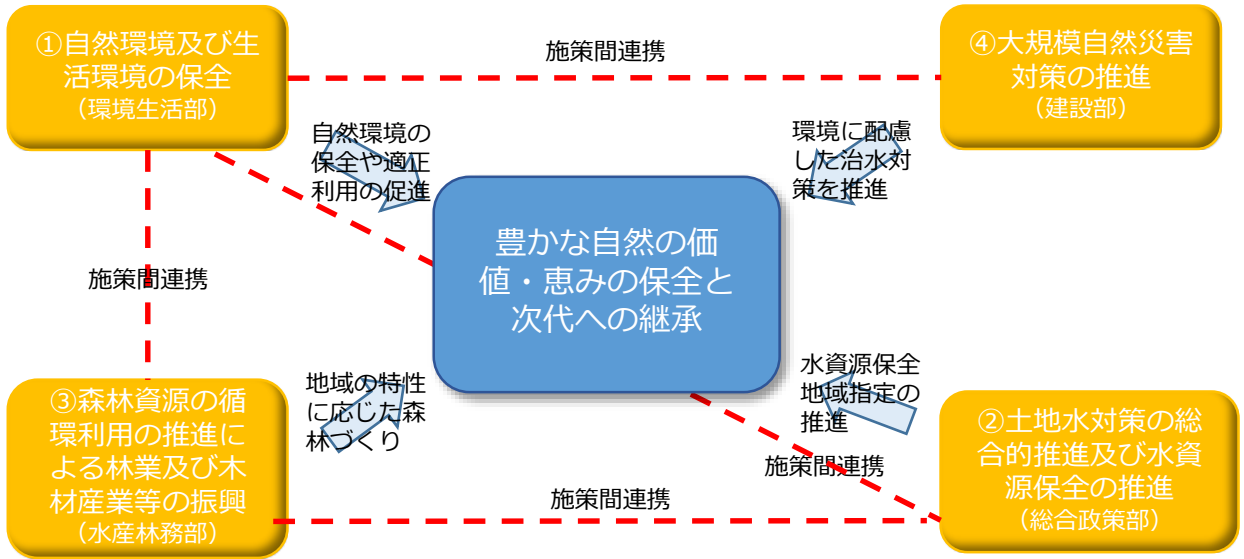 ①自然環境及び生
活環境の保全
（環境生活部）
施策間連携
④大規模自然災害
対策の推進
（建設部）
自然環境の
保全や適正
利用の促進
環境に配慮
した治水対
策を推進
豊かな自然の価
値・恵みの保全と
次代への継承
施策間連携
③森林資源の循
環利用の推進に
よる林業及び木
材産業等の振興
（水産林務部）
地域の特性
に応じた森
林づくり
水資源保全
地域指定の
推進
施策間連携
②土地水対策の総
合的推進及び水資
源保全の推進
（総合政策部）
施策間連携